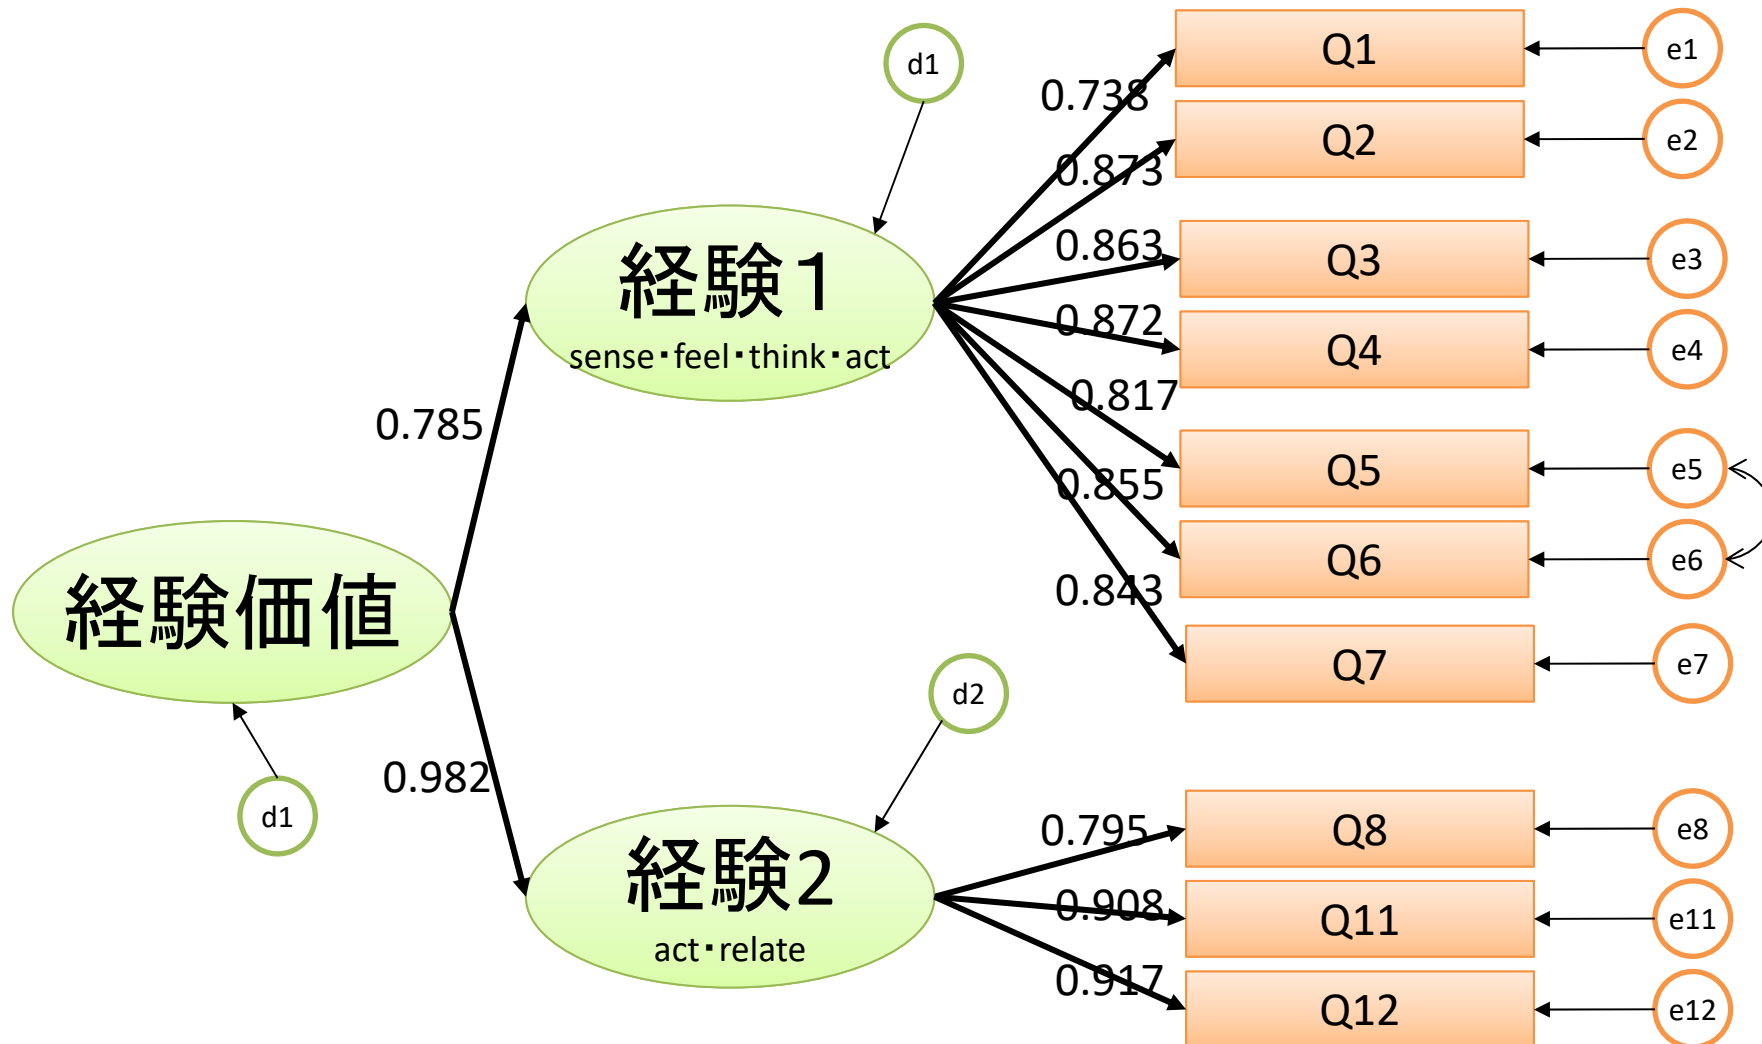 Q1
e1
d1
0.738
Q2
e2
0.873
経験1
sense・feel・think・act
0.863
Q3
e3
0.872
Q4
e4
0.785
0.817
Q5
e5
0.855
Q6
e6
経験価値
0.843
Q7
e7
d2
0.982
d1
0.795
Q8
e8
経験2
act・relate
0.908
Q11
e11
0.917
Q12
e12